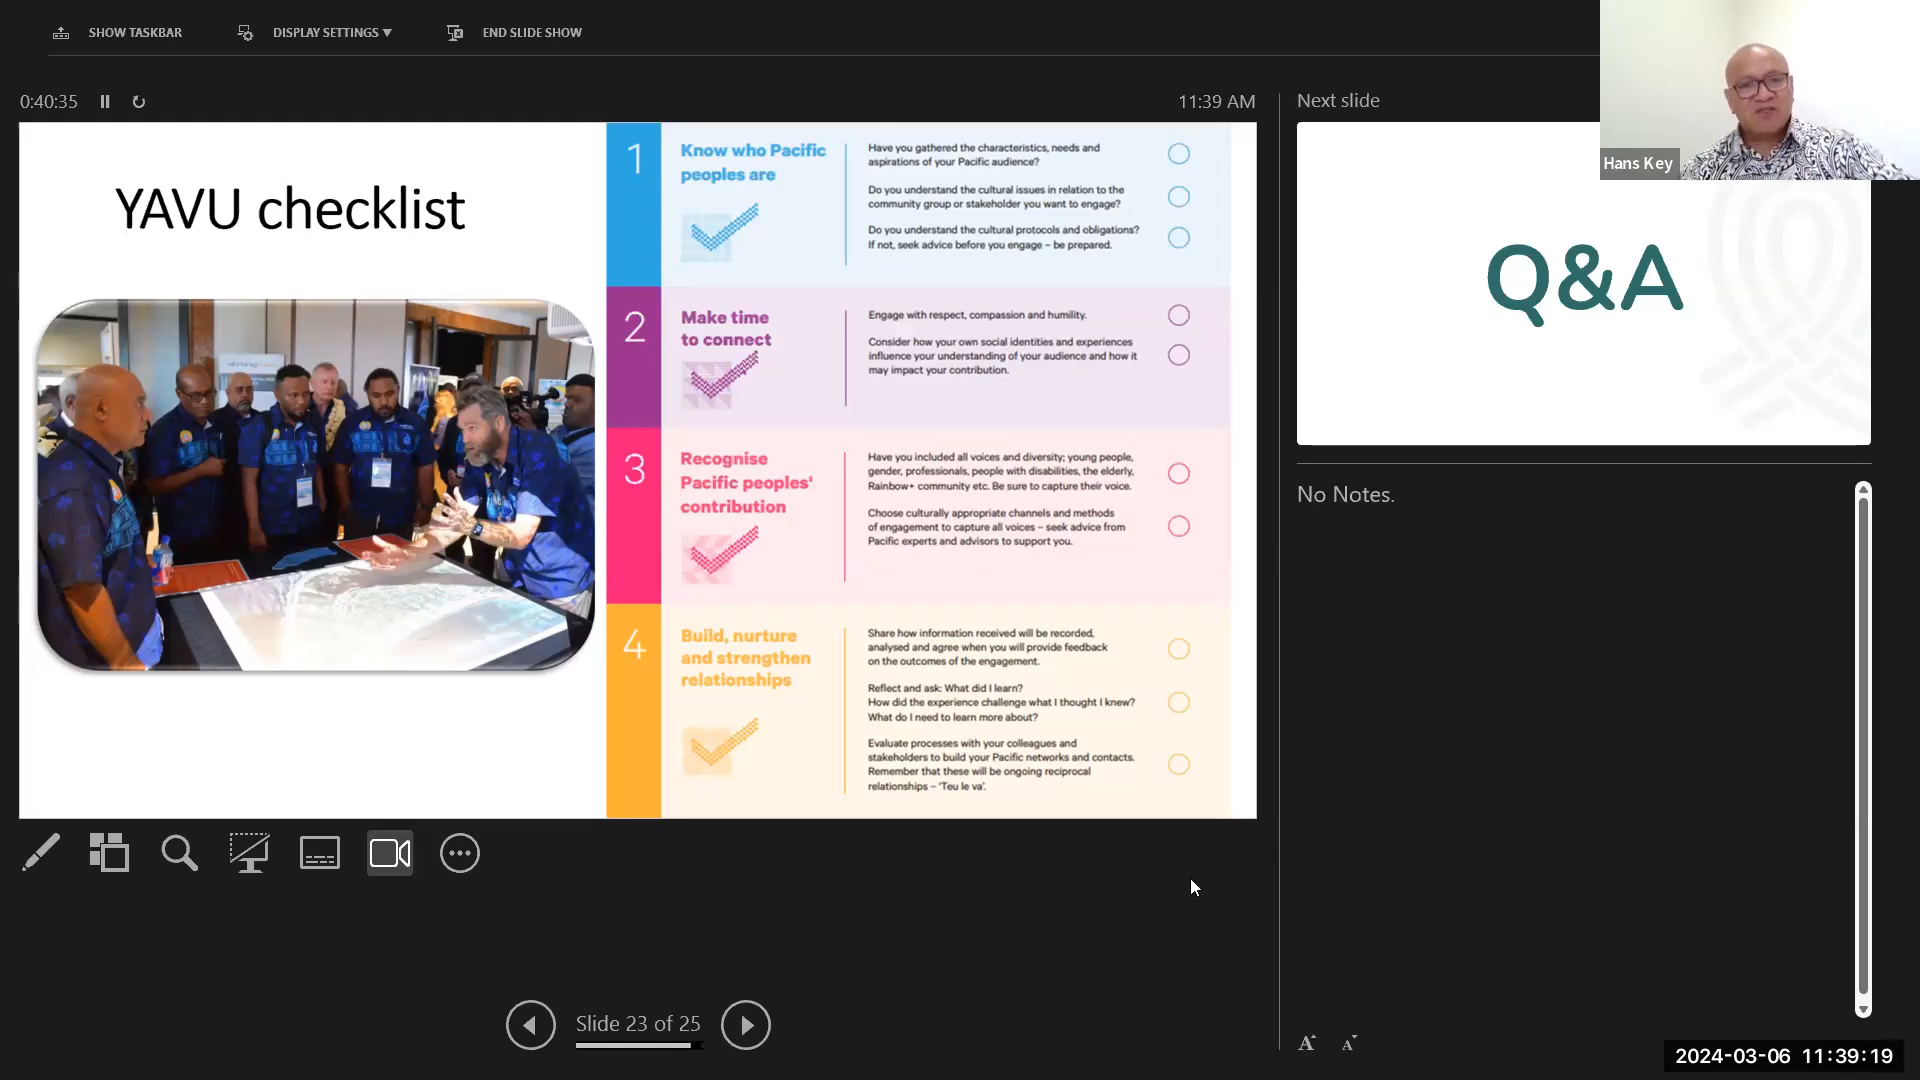 SHOW TASKBAR
DISPLAY SETTINGS ▼
END SLIDE SHOW
0:40:35
11:39 AM
Next slide
Hans Key
YAVU checklist
1
Know who Pacific
peoples are
Have you gathered the characteristics, needs and
aspirations of your Pacific audience?
Do you understand the cultural issues in relation to the
community group or stakeholder you want to engage?
Do you understand the cultural protocols and obligations?
If not, seek advice before you engage – be prepared.
2
Make time
to connect
Engage with respect, compassion and humility.
Consider how your own social identities and experiences
influence your understanding of your audience and how it
may impact your contribution.
3
Recognise
Pacific peoples'
contribution
Have you included all voices and diversity; young people,
gender, professionals, people with disabilities, the elderly,
Rainbow+ community etc. Be sure to capture their voice.
Choose culturally appropriate channels and methods
of engagement to capture all voices – seek advice from
Pacific experts and advisors to support you.
4
Build, nurture
and strengthen
relationships
Share how information received will be recorded,
analysed and agree when you will provide feedback
on the outcomes of the engagement.
Reflect and ask: What did I learn?
How did the experience challenge what I thought I knew?
What do I need to learn more about?
Evaluate processes with your colleagues and
stakeholders to build your Pacific networks and contacts.
Remember that these will be ongoing reciprocal
relationships – 'Teu le va'.
Q&A
No Notes.
Slide 23 of 25
A A
2024-03-06 11:39:19